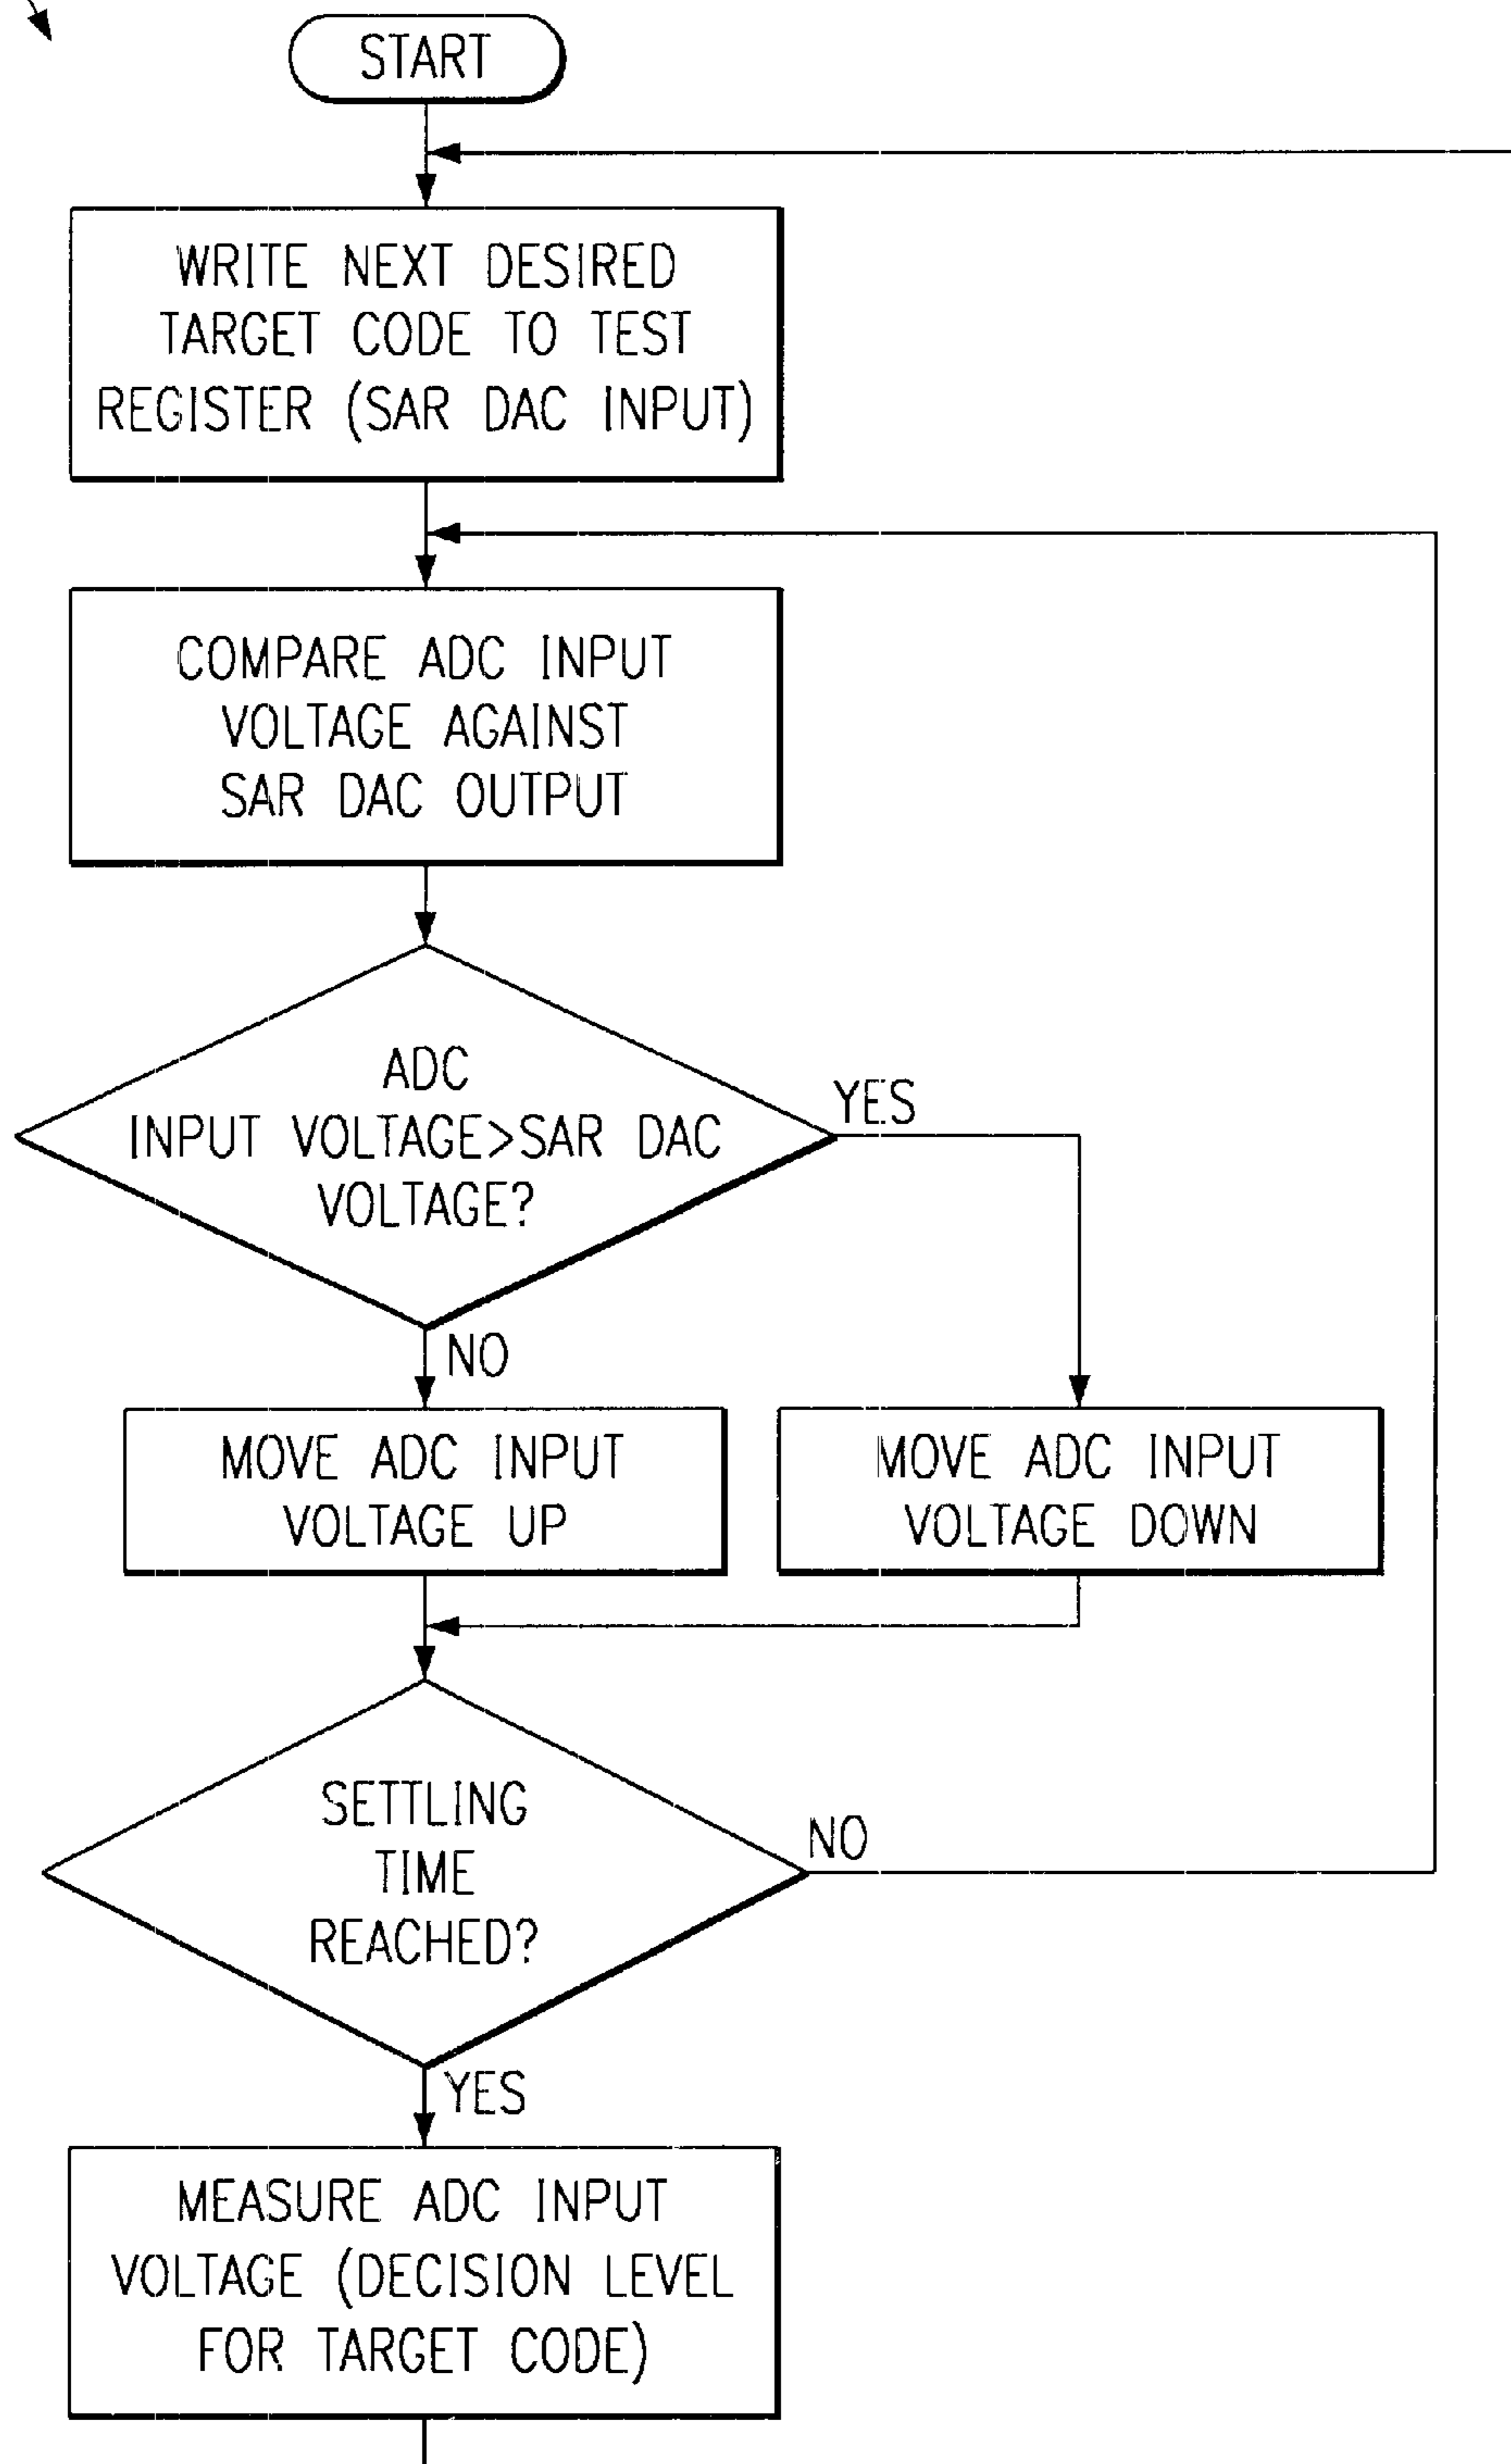 START
WRITE NEXT DESIRED
TARGET CODE TO TEST
REGISTER (SAR DAC INPUT)
COMPARE ADC INPUT
VOLTAGE AGAINST
SAR DAC OUTPUT
ADC
INPUT VOLTAGE>SAR DAC
VOLTAGE?
YES
NO
MOVE ADC INPUT
VOLTAGE UP
MOVE ADC INPUT
VOLTAGE DOWN
SETTLING
TIME
REACHED?
NO
YES
MEASURE ADC INPUT
VOLTAGE (DECISION LEVEL
FOR TARGET CODE)